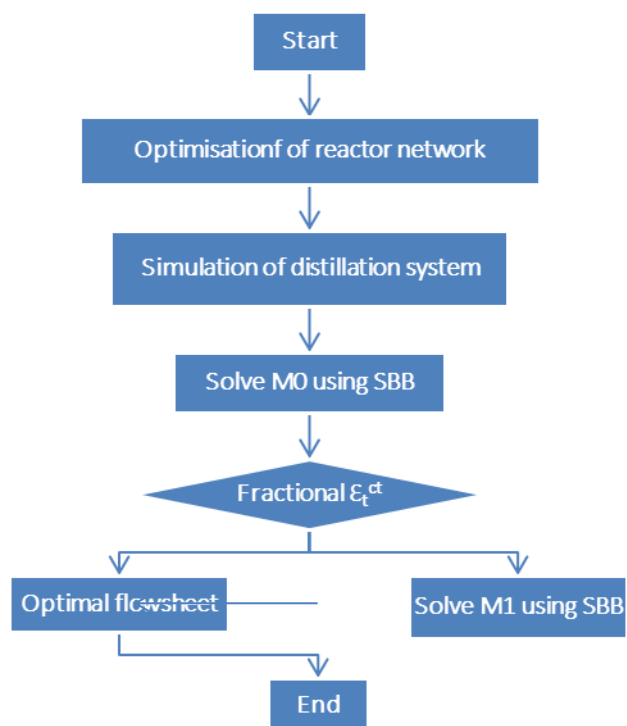 Start
Optimisationf of reactor network
Simulation of distillation system
Solve M0 using SBB
Fractional Ɛₜᶜᵗ
Optimal flowsheet
Solve M1 using SBB
End